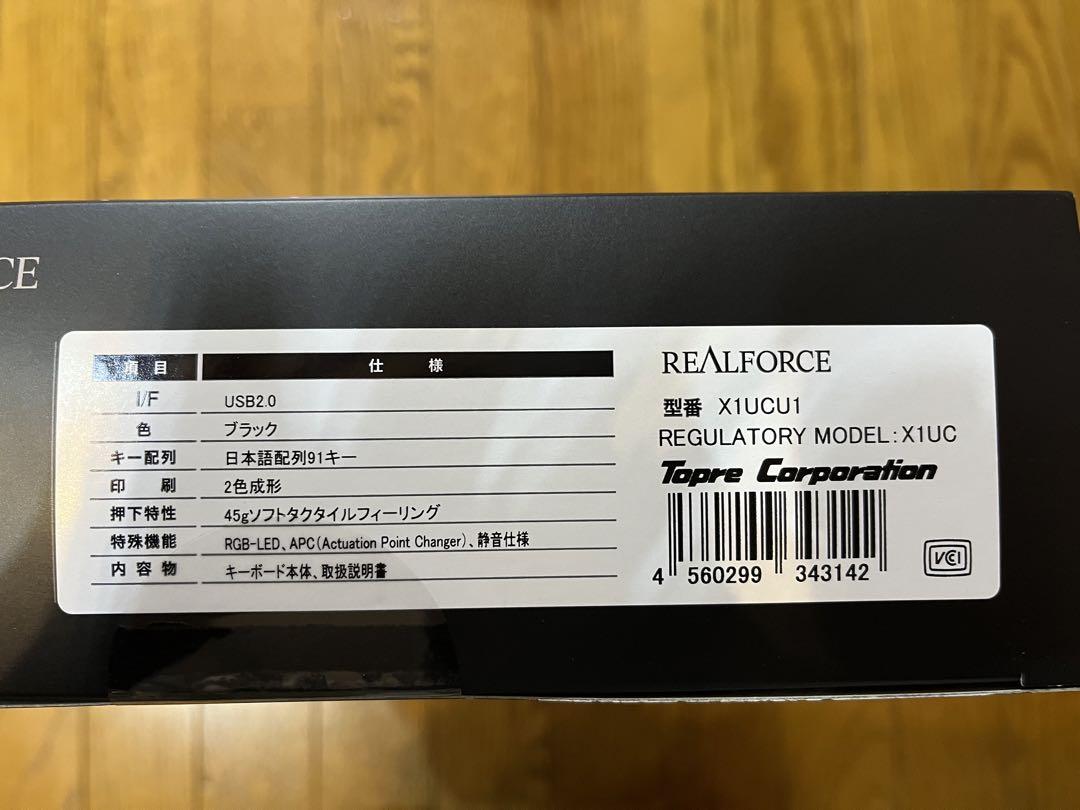 CE
項目 仕様
I/F USB2.0
色 ブラック
キー配列 日本語配列91キー
印刷 2色成形
押下特性 45gソフトタクタイルフィーリング
特殊機能 RGB-LED、APC(Actuation Point Changer)、静音仕様
内容物 キーボード本体、取扱説明書
REALFORCE
型番 X1UCU1
REGULATORY MODEL:X1UC
Topre Corporation
4 560299 343142
VCCI